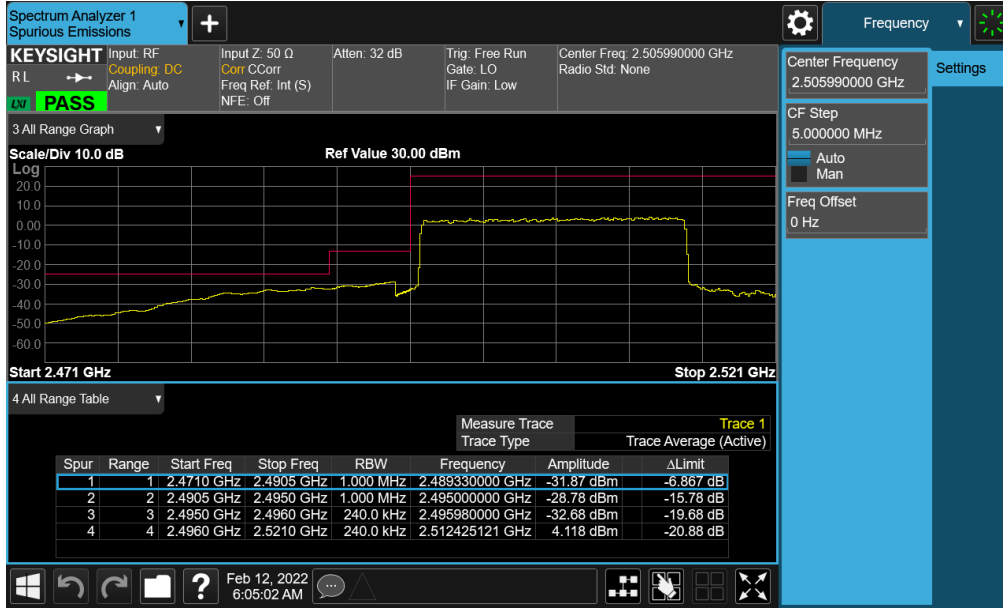 Spectrum Analyzer 1
Spurious Emissions
Frequency
KEYSIGHT
RL
LXI PASS
Input: RF
Coupling: DC
Align: Auto
Input Z: 50 Ω
Corr CCorr
Freq Ref: Int (S)
NFE: Off
Atten: 32 dB
Trig: Free Run
Gate: LO
IF Gain: Low
Center Freq: 2.505990000 GHz
Radio Std: None
Center Frequency
2.505990000 GHz
Settings
CF Step
5.000000 MHz
Auto
Man
Freq Offset
0 Hz
3 All Range Graph
Scale/Div 10.0 dB Ref Value 30.00 dBm
Log
20.0
10.0
0.00
-10.0
-20.0
-30.0
-40.0
-50.0
-60.0
Start 2.471 GHz Stop 2.521 GHz
4 All Range Table
Measure Trace Trace 1
Trace Type Trace Average (Active)
Spur Range Start Freq Stop Freq RBW Frequency Amplitude ΔLimit
1 1 2.4710 GHz 2.4905 GHz 1.000 MHz 2.489330000 GHz -31.87 dBm -6.867 dB
2 2 2.4905 GHz 2.4950 GHz 1.000 MHz 2.495000000 GHz -28.78 dBm -15.78 dB
3 3 2.4950 GHz 2.4960 GHz 240.0 kHz 2.495980000 GHz -32.68 dBm -19.68 dB
4 4 2.4960 GHz 2.5210 GHz 240.0 kHz 2.512425121 GHz 4.118 dBm -20.88 dB
Feb 12, 2022
6:05:02 AM